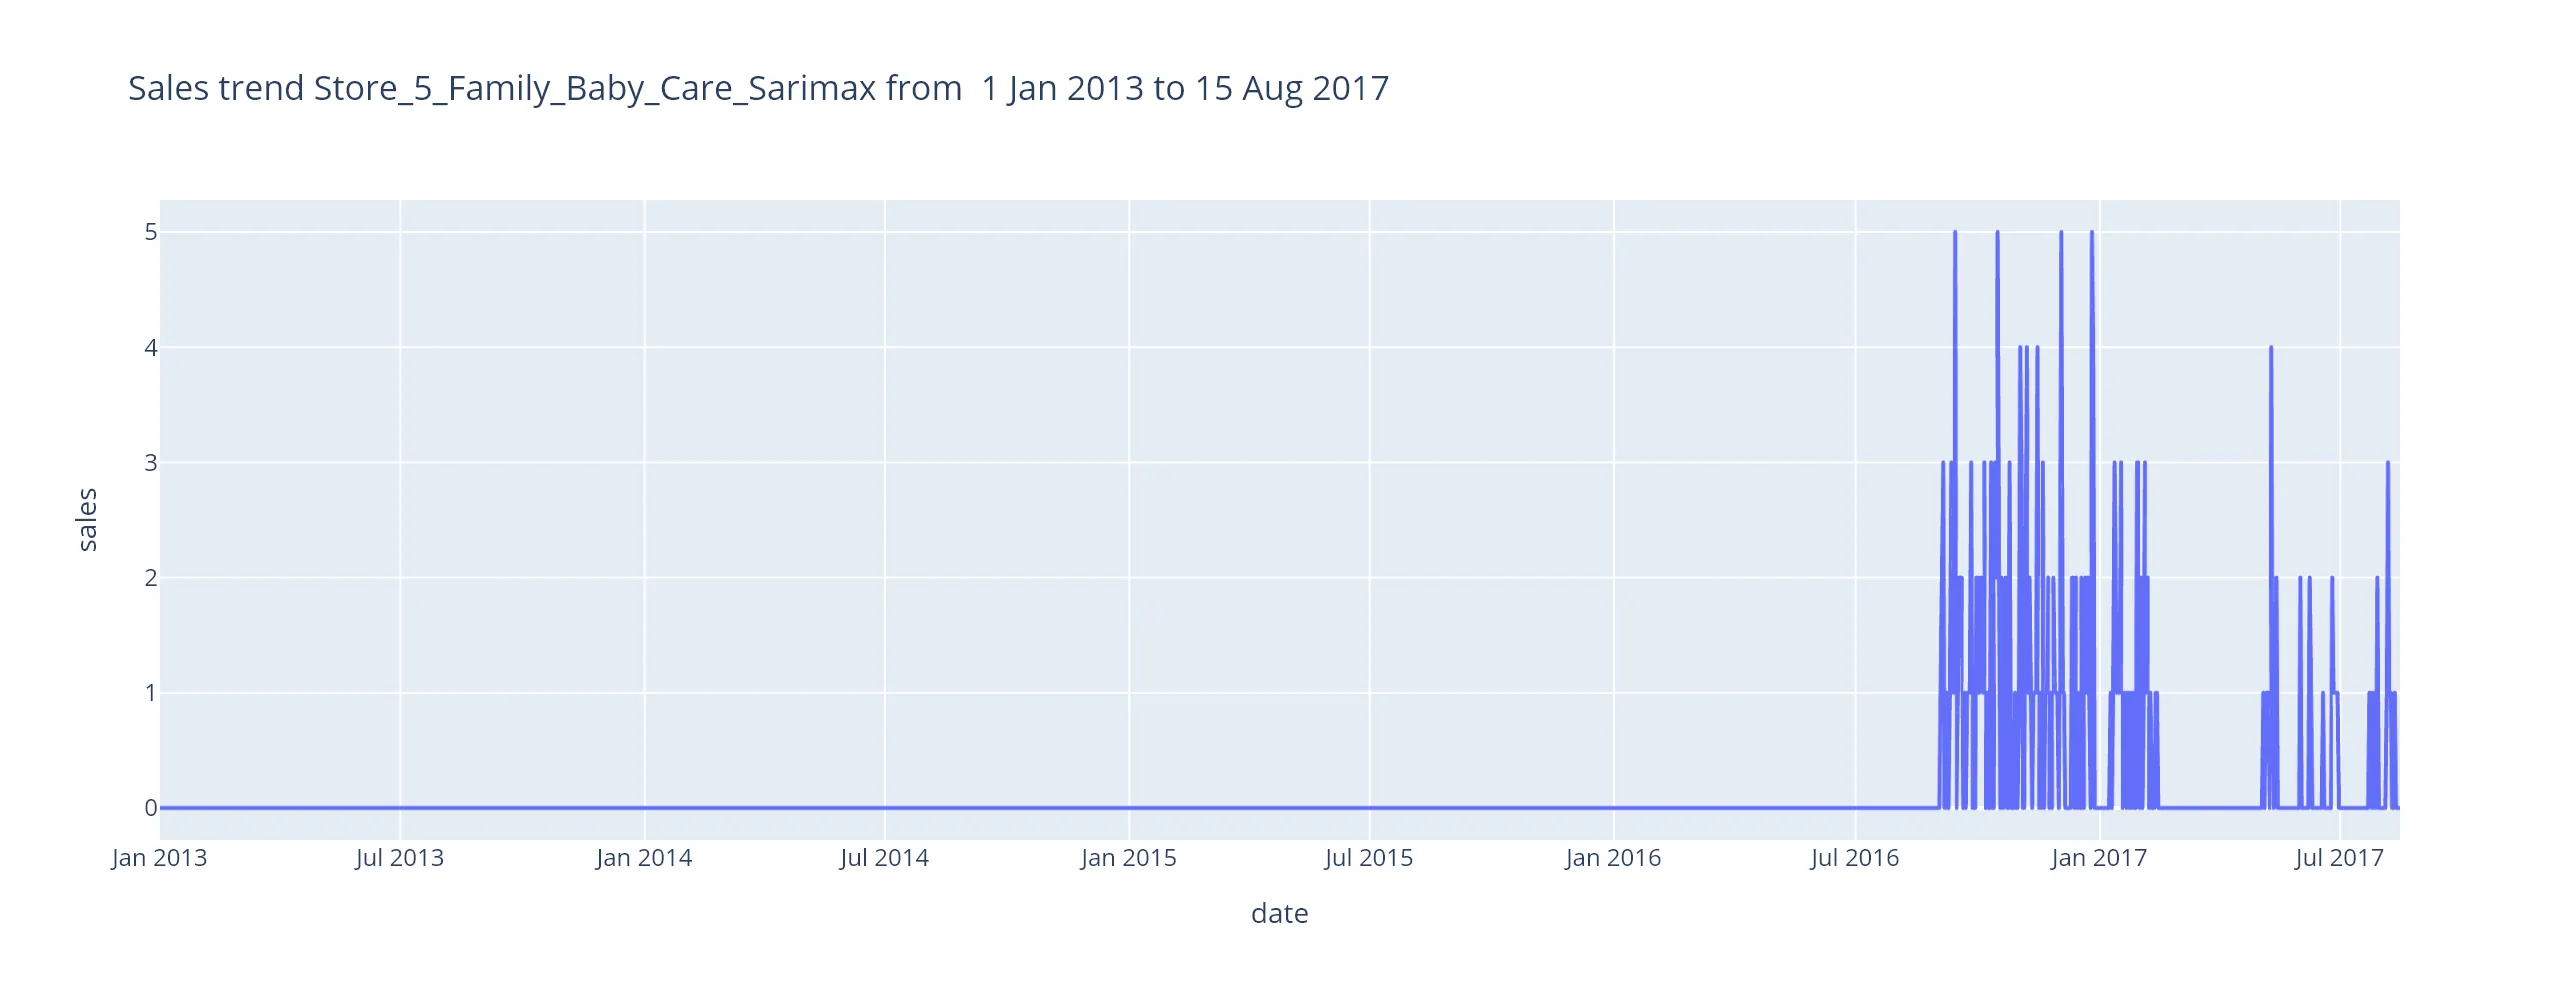 Sales trend Store_5_Family_Baby_Care_Sarimax from  1 Jan 2013 to 15 Aug 2017
5
4
3
2
1
0
sales
Jan 2013 Jul 2013 Jan 2014 Jul 2014 Jan 2015 Jul 2015 Jan 2016 Jul 2016 Jan 2017 Jul 2017
date